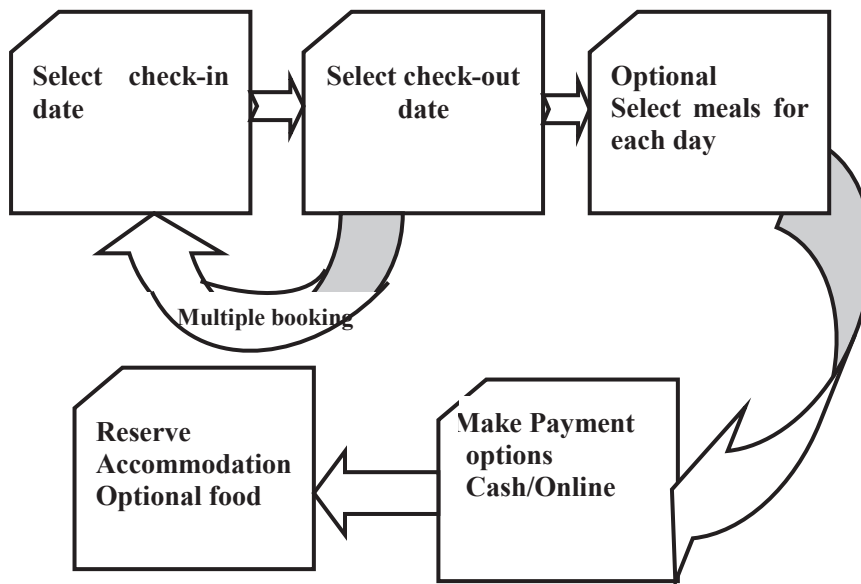 Select check-in
date
Select check-out
date
Optional
Select meals for
each day
Multiple booking
Make Payment
options
Cash/Online
Reserve
Accommodation
Optional food